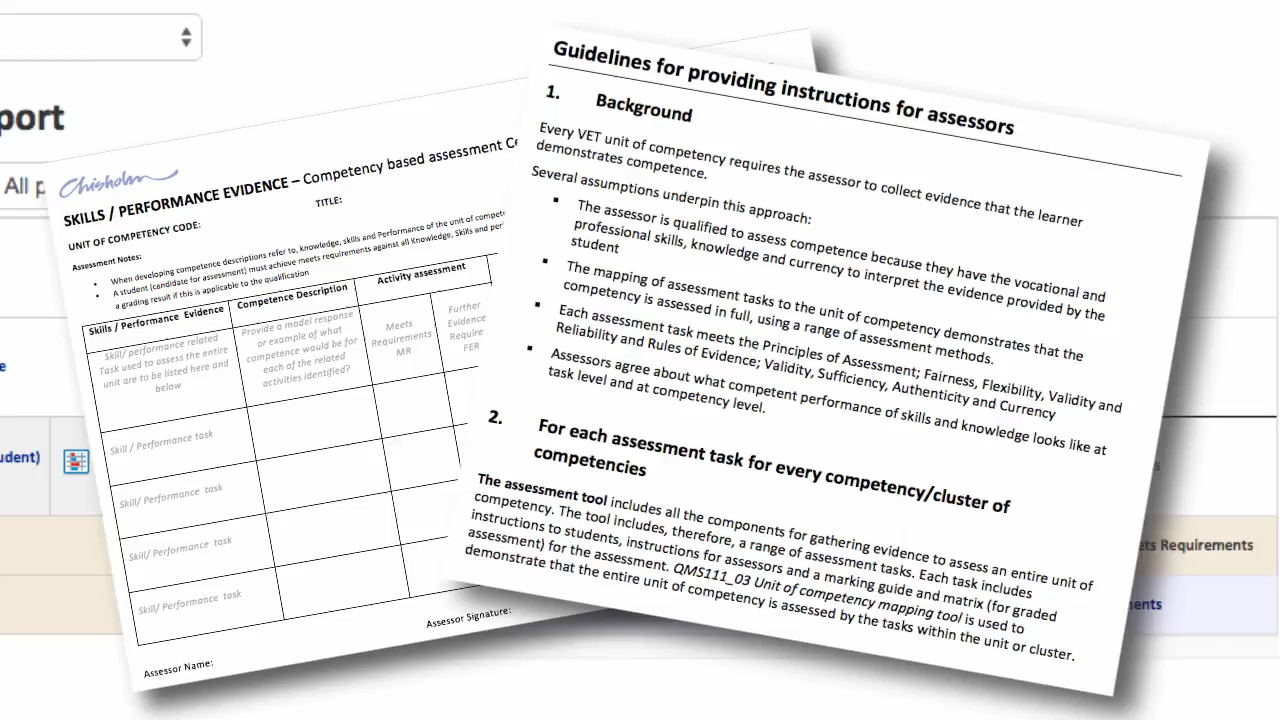 port
All p
e
udent)
Chisholm
SKILLS / PERFORMANCE EVIDENCE – Competency based assessment Ce
UNIT OF COMPETENCY CODE:
TITLE:
Assessment Notes:
When developing competence descriptions refer to, knowledge, skills and Performance of the unit of compete
A student (candidate for assessment) must achieve meets requirements against all Knowledge, Skills and per
a grading result if this is applicable to the qualification
Skills / Performance Evidence
Competence Description
Activity assessment
Skill/ performance related
Task used to assess the entire
unit are to be listed here and
below
Provide a model response
or example of what
competence would be for
each of the related
activities identified?
Meets
Requirements
MR
Further
Evidence
Require
FER
Skill / Performance task
Skill/ Performance task
Skill/ Performance task
Skill/ Performance task
Assessor Name:
Assessor Signature:
Guidelines for providing instructions for assessors
1. Background
Every VET unit of competency requires the assessor to collect evidence that the learner
demonstrates competence.
Several assumptions underpin this approach:
The assessor is qualified to assess competence because they have the vocational and
professional skills, knowledge and currency to interpret the evidence provided by the
student
The mapping of assessment tasks to the unit of competency demonstrates that the
competency is assessed in full, using a range of assessment methods.
Each assessment task meets the Principles of Assessment; Fairness, Flexibility, Validity and
Reliability and Rules of Evidence; Validity, Sufficiency, Authenticity and Currency
Assessors agree about what competent performance of skills and knowledge looks like at
task level and at competency level.
2. For each assessment task for every competency/cluster of
competencies
The assessment tool includes all the components for gathering evidence to assess an entire unit of
competency. The tool includes, therefore, a range of assessment tasks. Each task includes
instructions to students, instructions for assessors and a marking guide and matrix (for graded
assessment) for the assessment. QMS111_03 Unit of competency mapping tool is used to
demonstrate that the entire unit of competency is assessed by the tasks within the unit or cluster.
ts Requirements
ents